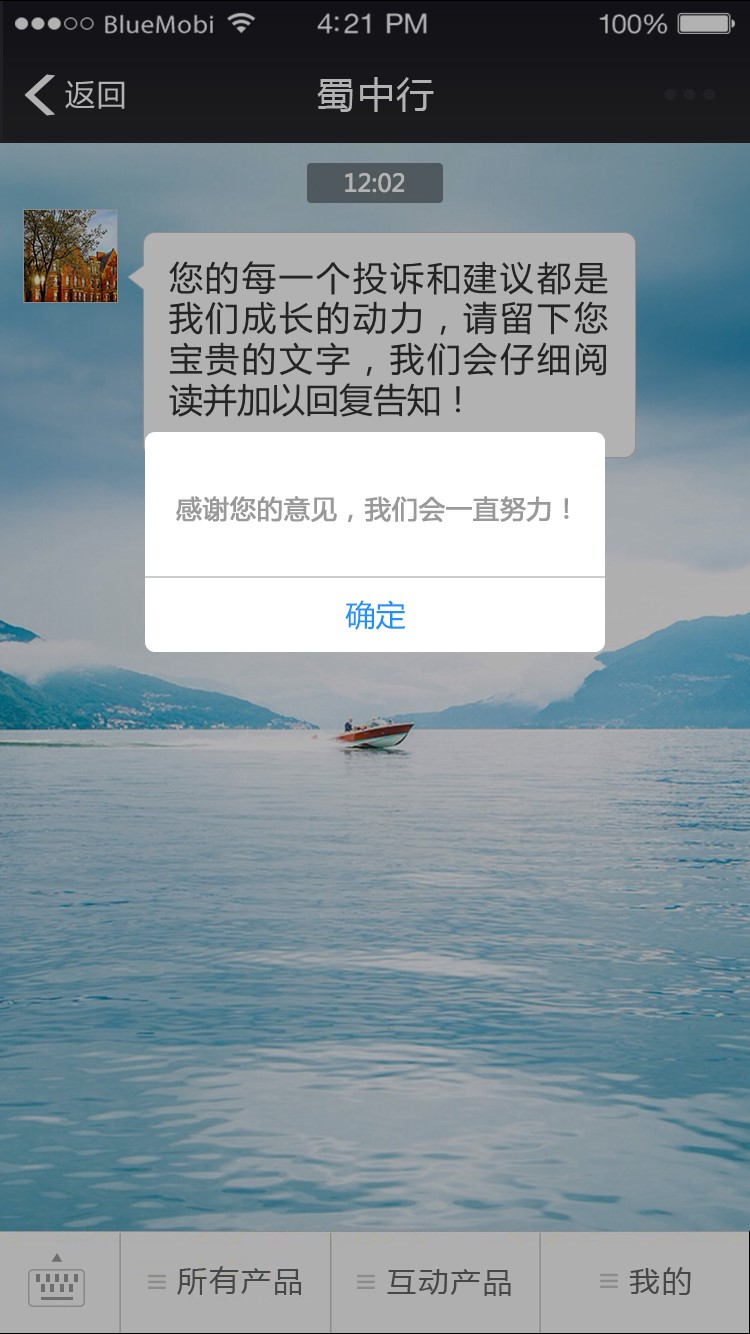 BlueMobi 4:21 PM 100%
返回 蜀中行
12:02
您的每一个投诉和建议都是
我们成长的动力，请留下您
宝贵的文字，我们会仔细阅
读并加以回复告知！
感谢您的意见，我们会一直努力！
确定
所有产品 互动产品 我的